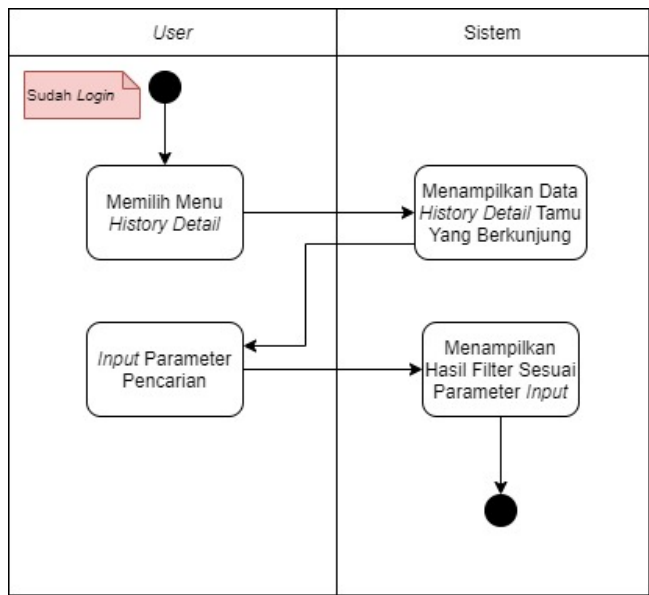 User
Sistem
Sudah Login
Memilih Menu
History Detail
Menampilkan Data
History Detail Tamu
Yang Berkunjung
Input Parameter
Pencarian
Menampilkan
Hasil Filter Sesuai
Parameter Input